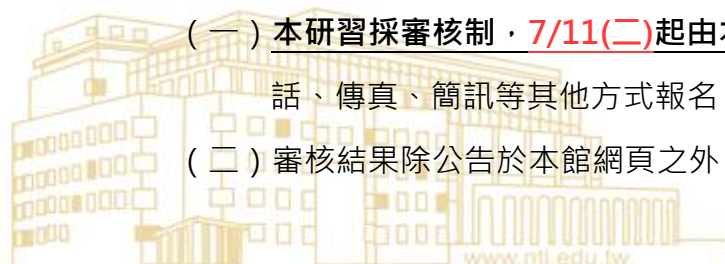 (一)本研習採審核制，7/11(二)起由
話、傳真、簡訊等其他方式報名
(二)審核結果除公告於本館網頁之外
www.ntl.edu.tw